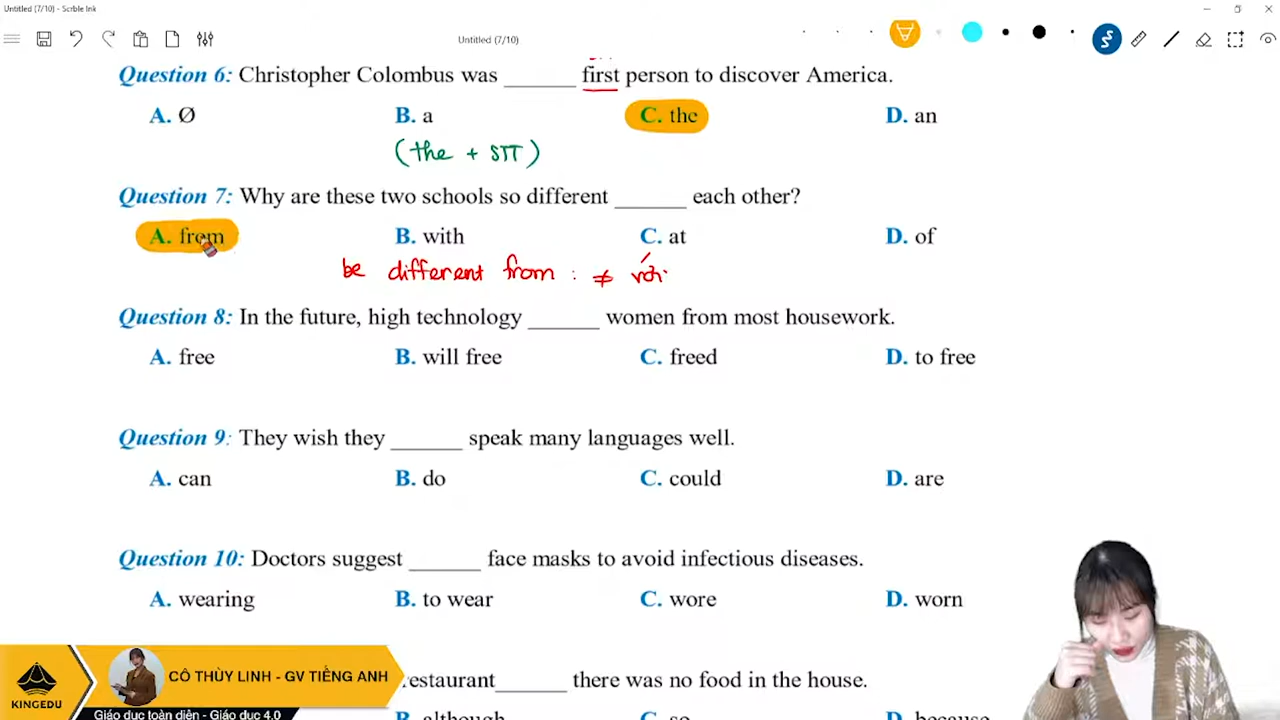 Untitled (7/10) - Scrble Ink
Untitled (7/10)
Question 6: Christopher Colombus was _______ first person to discover America.
A. Ø B. a C. the D. an
(the + STT)
Question 7: Why are these two schools so different _______ each other?
A. from B. with C. at D. of
be different from : ≠ với
Question 8: In the future, high technology _______ women from most housework.
A. free B. will free C. freed D. to free
Question 9: They wish they _______ speak many languages well.
A. can B. do C. could D. are
Question 10: Doctors suggest _______ face masks to avoid infectious diseases.
A. wearing B. to wear C. wore D. worn
restaurant_______ there was no food in the house.
B. although C. so D. because
KINGEDU
CÔ THÙY LINH - GV TIẾNG ANH
Giáo dục toàn diện - Giáo dục 4.0